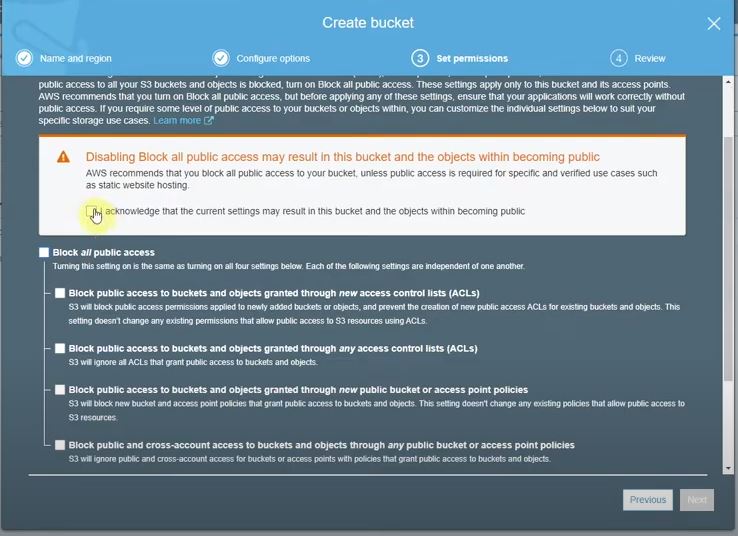 Create bucket
Name and region
Configure options
3 Set permissions
4 Review
public access to all your S3 buckets and objects is blocked, turn on Block all public access. These settings apply only to this bucket and its access points.
AWS recommends that you turn on Block all public access, but before applying any of these settings, ensure that your applications will work correctly without
public access. If you require some level of public access to your buckets or objects within, you can customize the individual settings below to suit your
specific storage use cases. Learn more
Disabling Block all public access may result in this bucket and the objects within becoming public
AWS recommends that you block all public access to your bucket, unless public access is required for specific and verified use cases such
as static website hosting.
acknowledge that the current settings may result in this bucket and the objects within becoming public
Block all public access
Turning this setting on is the same as turning on all four settings below. Each of the following settings are independent of one another.
Block public access to buckets and objects granted through new access control lists (ACLs)
S3 will block public access permissions applied to newly added buckets or objects, and prevent the creation of new public access ACLs for existing buckets and objects. This
setting doesn't change any existing permissions that allow public access to S3 resources using ACLs.
Block public access to buckets and objects granted through any access control lists (ACLs)
S3 will ignore all ACLs that grant public access to buckets and objects.
Block public access to buckets and objects granted through new public bucket or access point policies
S3 will block new bucket and access point policies that grant public access to buckets and objects. This setting doesn't change any existing policies that allow public access to
S3 resources.
Block public and cross-account access to buckets and objects through any public bucket or access point policies
S3 will ignore public and cross-account access for buckets or access points with policies that grant public access to buckets and objects.
Previous
Next